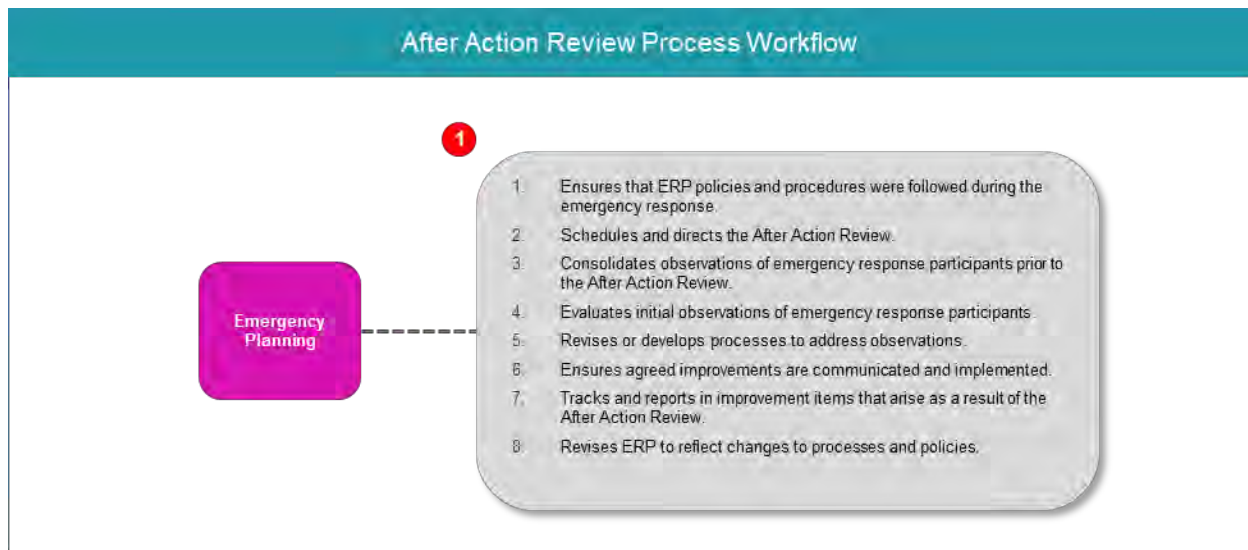 After Action Review Process Workflow
1
1. Ensures that ERP policies and procedures were followed during the
emergency response.
2. Schedules and directs the After Action Review.
3. Consolidates observations of emergency response participants prior to
the After Action Review.
4. Evaluates initial observations of emergency response participants.
5. Revises or develops processes to address observations.
6. Ensures agreed improvements are communicated and implemented.
7. Tracks and reports in improvement items that arise as a result of the
After Action Review.
8. Revises ERP to reflect changes to processes and policies.
Emergency
Planning